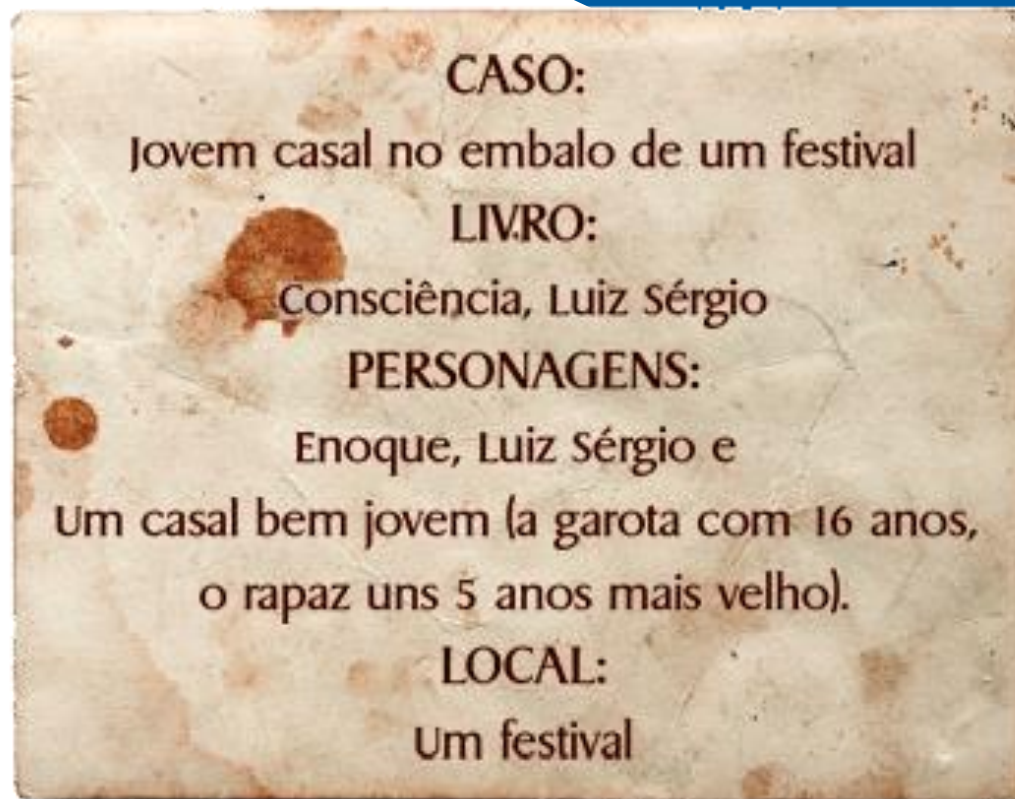 CASO:
Jovem casal no embalo de um festival
LIVRO:
Consciência, Luiz Sérgio
PERSONAGENS:
Enoque, Luiz Sérgio e
Um casal bem jovem (a garota com 16 anos,
o rapaz uns 5 anos mais velho).
LOCAL:
Um festival